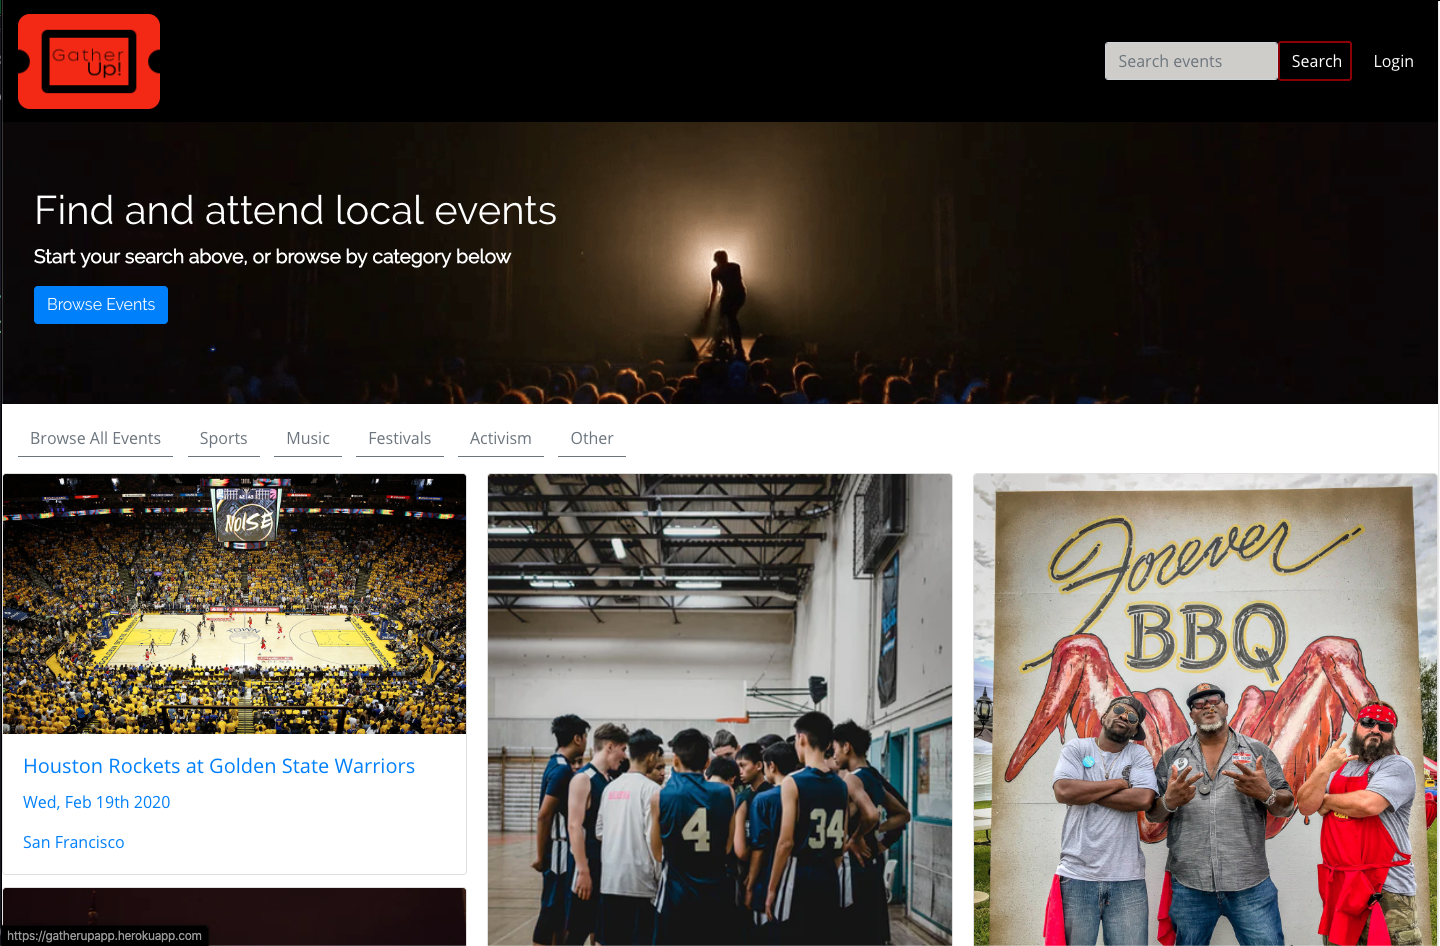 Gather
Up!
Search events
Search
Login
Find and attend local events
Start your search above, or browse by category below
Browse Events
Browse All Events
Sports
Music
Festivals
Activism
Other
NOISE
Forever
BBQ
4
34
Houston Rockets at Golden State Warriors
Wed, Feb 19th 2020
San Francisco
https://gatherupapp.herokuapp.com